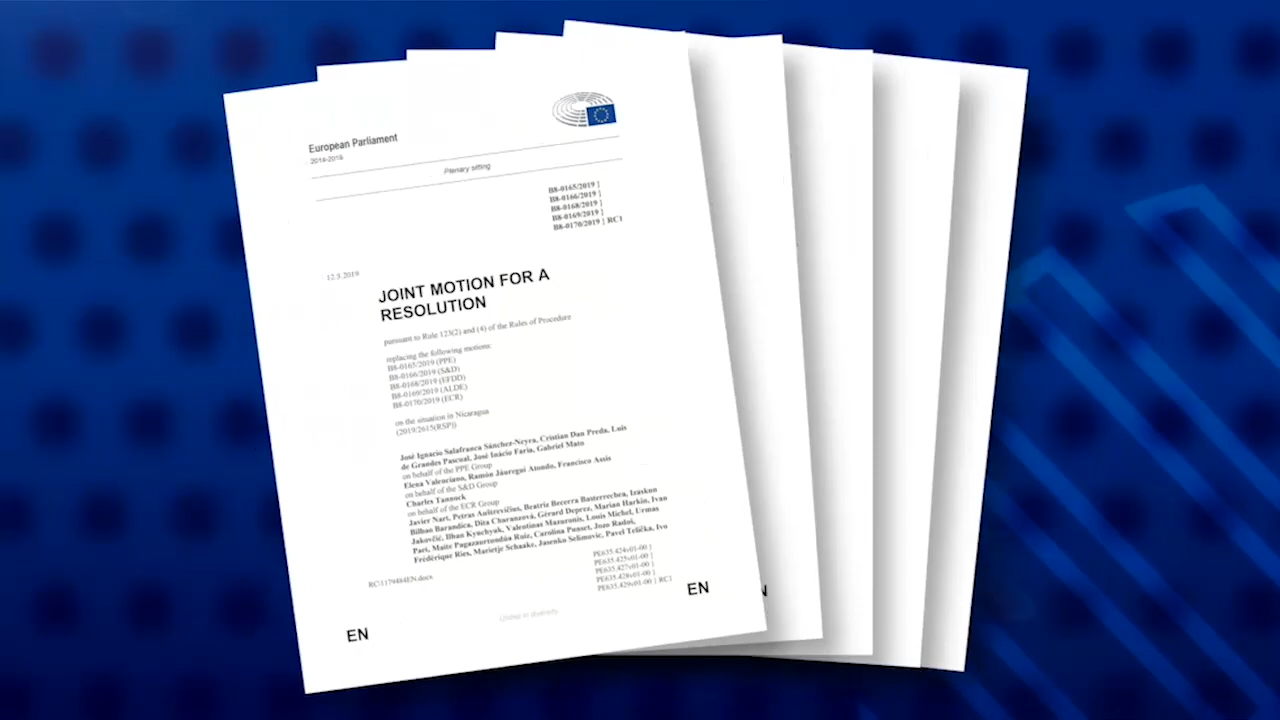 European Parliament
2014-2019
Plenary sitting
B8-0165/2019 }
B8-0166/2019 }
B8-0168/2019 }
B8-0169/2019 }
B8-0170/2019 } RC1
12.3.2019
JOINT MOTION FOR A
RESOLUTION
pursuant to Rule 123(2) and (4) of the Rules of Procedure
replacing the following motions:
B8-0165/2019 (PPE)
B8-0166/2019 (S&D)
B8-0168/2019 (EFDD)
B8-0169/2019 (ALDE)
B8-0170/2019 (ECR)
on the situation in Nicaragua
(2019/2615(RSP))
José Ignacio Salafranca Sánchez-Neyra, Cristian Dan Preda, Luis
de Grandes Pascual, José Inácio Faria, Gabriel Mato
on behalf of the PPE Group
Elena Valenciano, Ramón Jáuregui Atondo, Francisco Assis
on behalf of the S&D Group
Charles Tannock
on behalf of the ECR Group
Javier Nart, Petras Auštrevičius, Beatriz Becerra Basterrechea, Izaskun
Bilbao Barandica, Dita Charanzová, Gérard Deprez, Marian Harkin, Ivan
Jakovčić, Ilhan Kyuchyuk, Valentinas Mazuronis, Louis Michel, Urmas
Paet, Maite Pagazaurtundúa Ruiz, Carolina Punset, Jozo Radoš,
Frédérique Ries, Marietje Schaake, Jasenko Selimovic, Pavel Telička, Ivo
RC\1179484EN.docx
PE635.424v01-00 }
PE635.425v01-00 }
PE635.427v01-00 }
PE635.428v01-00 }
PE635.429v01-00 } RC1
EN
United in diversity
EN
N